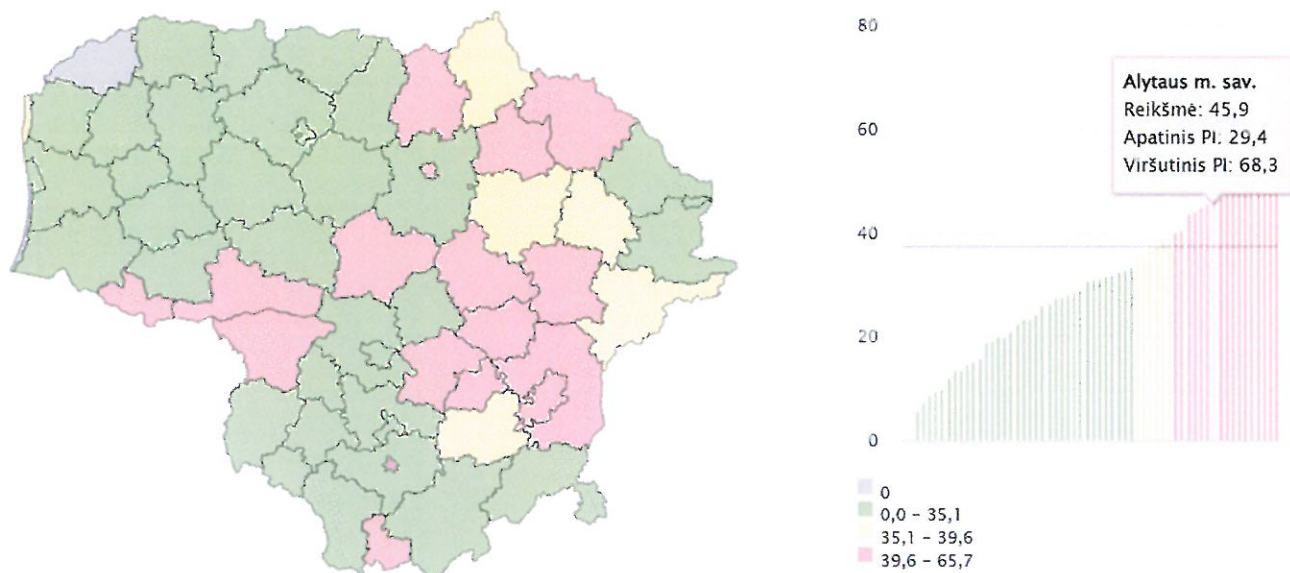 80
Alytaus m. sav.
Reikšmė: 45,9
Apatinis PI: 29,4
Viršutinis PI: 68,3
60
40
20
0
0
0,0 – 35,1
35,1 – 39,6
39,6 – 65,7